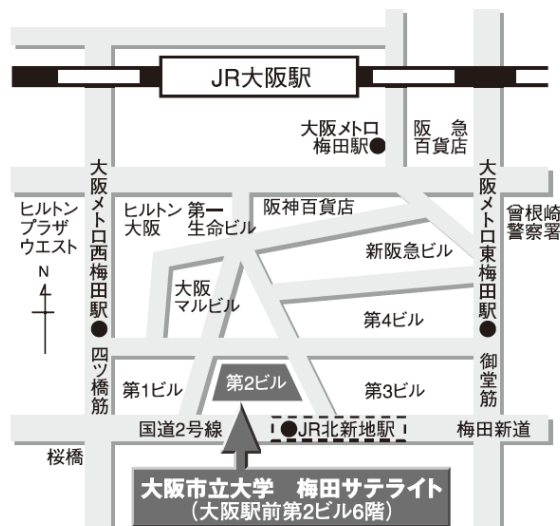 JR大阪駅
大阪メトロ
梅田駅
阪急
百貨店
大阪メトロ西梅田駅
ヒルトン
プラザ
ウエスト
ヒルトン
大阪
第一
生命ビル
阪神百貨店
大阪メトロ東梅田駅
曾根崎
警察署
新阪急ビル
N
大阪
マルビル
第4ビル
四ツ橋筋
第1ビル
第2ビル
第3ビル
御堂筋
国道2号線
JR北新地駅
梅田新道
桜橋
大阪市立大学 梅田サテライト
(大阪駅前第2ビル6階)